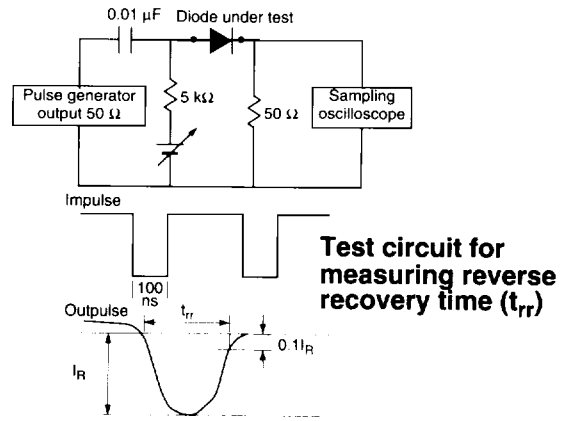 0.01 µF
Diode under test
Pulse generator
output 50 Ω
5 kΩ
50 Ω
Sampling
oscilloscope
Impulse
100
ns
Test circuit for
measuring reverse
recovery time (trr)
Outpulse
trr
0.1IR
IR